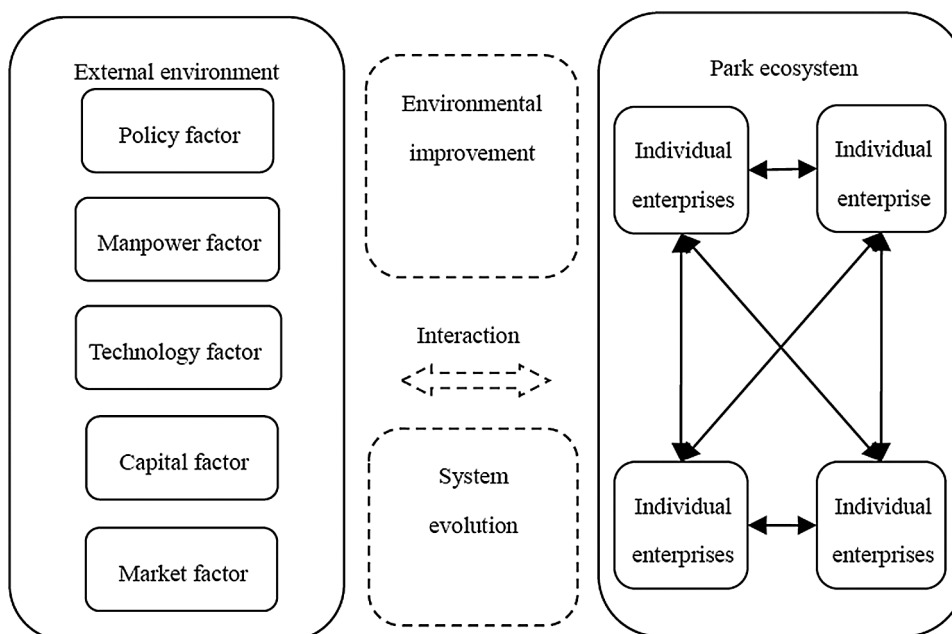 External environment
Policy factor
Manpower factor
Technology factor
Capital factor
Market factor
Environmental
improvement
Interaction
System
evolution
Park ecosystem
Individual
enterprises
Individual
enterprise
Individual
enterprises
Individual
enterprises